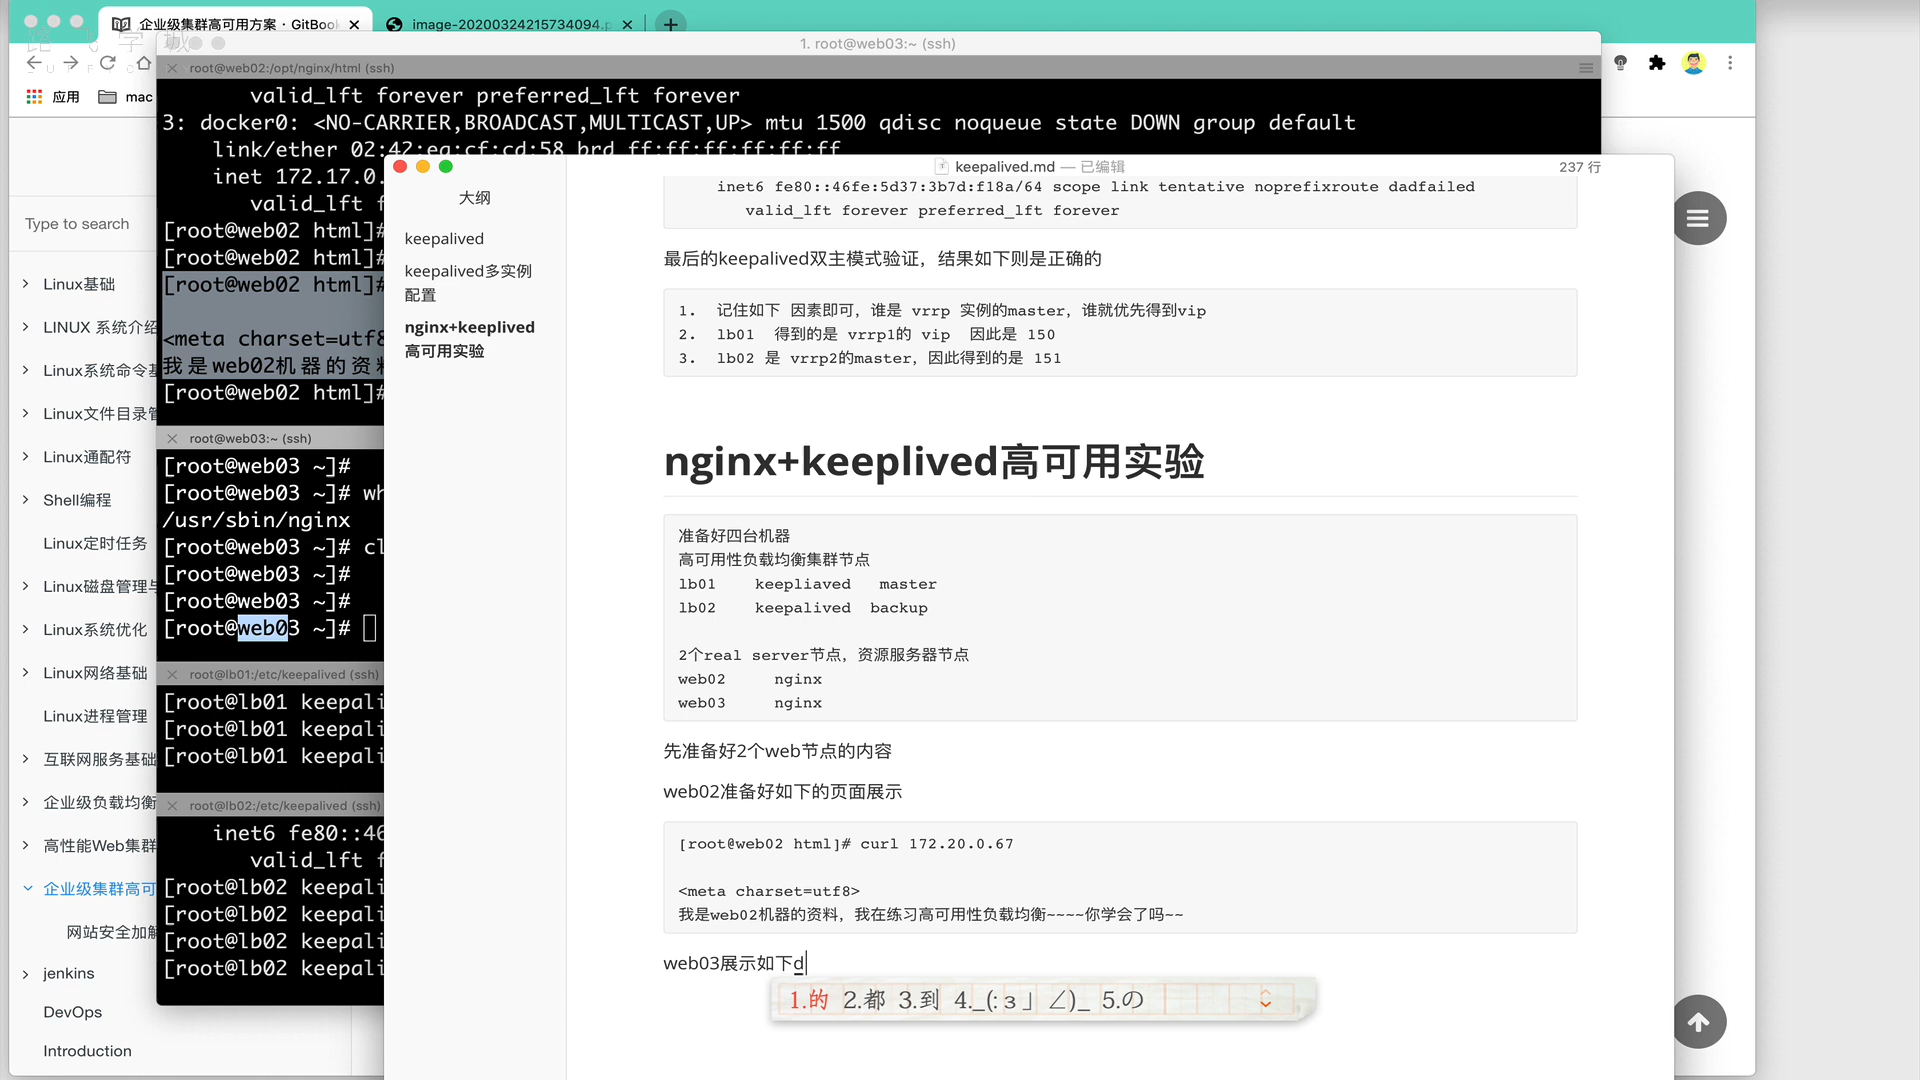 企业级集群高可用方案 · GitBook
image-20200324215734094.p
1. root@web03:~ (ssh)
应用
mac
Type to search
Linux基础
LINUX 系统介绍
Linux系统命令基
Linux文件目录管
Linux通配符
Shell编程
Linux定时任务
Linux磁盘管理与
Linux系统优化
Linux网络基础
Linux进程管理
互联网服务基础
企业级负载均衡
高性能Web集群
企业级集群高可
网站安全加解
jenkins
DevOps
Introduction
root@web02:/opt/nginx/html (ssh)
valid_lft forever preferred_lft forever
3: docker0: <NO-CARRIER,BROADCAST,MULTICAST,UP> mtu 1500 qdisc noqueue state DOWN group default
link/ether 02:42:ea:cf:cd:58 brd ff:ff:ff:ff:ff:ff
inet 172.17.0.
valid_lft f
[root@web02 html]#
[root@web02 html]#
[root@web02 html]#
<meta charset=utf8
我是web02机器的资料
[root@web02 html]#
root@web03:~ (ssh)
[root@web03 ~]#
[root@web03 ~]# wh
/usr/sbin/nginx
[root@web03 ~]# cl
[root@web03 ~]#
[root@web03 ~]#
[root@web03 ~]#
root@lb01:/etc/keepalived (ssh)
[root@lb01 keepali
[root@lb01 keepali
[root@lb01 keepali
root@lb02:/etc/keepalived (ssh)
inet6 fe80::46
valid_lft f
[root@lb02 keepali
[root@lb02 keepali
[root@lb02 keepali
[root@lb02 keepali
keepalived.md — 已编辑
237 行
大纲
keepalived
keepalived多实例
配置
nginx+keeplived
高可用实验
inet6 fe80::46fe:5d37:3b7d:f18a/64 scope link tentative noprefixroute dadfailed
valid_lft forever preferred_lft forever
最后的keepalived双主模式验证，结果如下则是正确的
1. 记住如下 因素即可，谁是 vrrp 实例的master，谁就优先得到vip
2. lb01 得到的是 vrrp1的 vip 因此是 150
3. lb02 是 vrrp2的master，因此得到的是 151
nginx+keeplived高可用实验
准备好四台机器
高可用性负载均衡集群节点
lb01 keepliaved master
lb02 keepalived backup
2个real server节点，资源服务器节点
web02 nginx
web03 nginx
先准备好2个web节点的内容
web02准备好如下的页面展示
[root@web02 html]# curl 172.20.0.67
<meta charset=utf8>
我是web02机器的资料，我在练习高可用性负载均衡~~~~你学会了吗~~
web03展示如下d
1.的 2.都 3.到 4._(:з」∠)_ 5.の